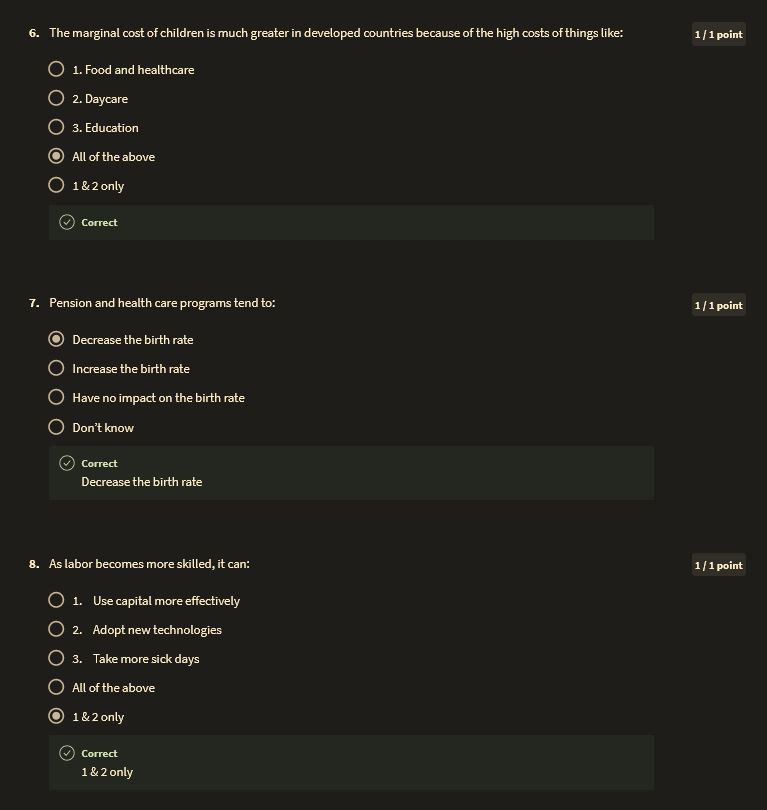 6. The marginal cost of children is much greater in developed countries because of the high costs of things like:
1 / 1 point
1. Food and healthcare
2. Daycare
3. Education
All of the above
1 & 2 only
Correct
7. Pension and health care programs tend to:
1 / 1 point
Decrease the birth rate
Increase the birth rate
Have no impact on the birth rate
Don't know
Correct
Decrease the birth rate
8. As labor becomes more skilled, it can:
1 / 1 point
1. Use capital more effectively
2. Adopt new technologies
3. Take more sick days
All of the above
1 & 2 only
Correct
1 & 2 only